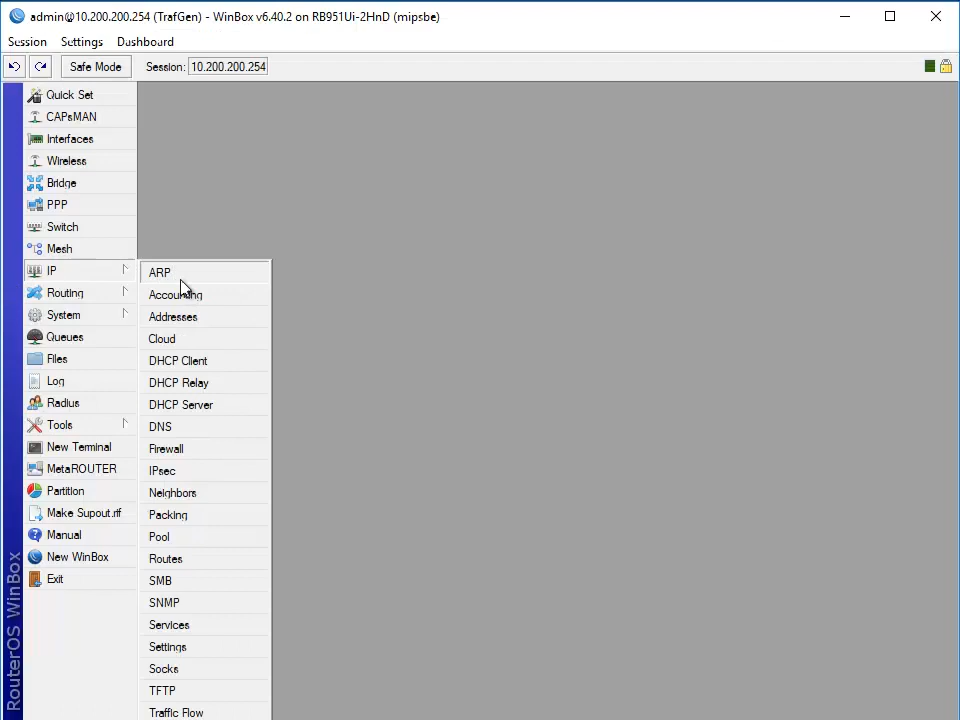 admin@10.200.200.254 (TrafGen) - WinBox v6.40.2 on RB951Ui-2HnD (mipsbe)
Session Settings Dashboard
Safe Mode Session: 10.200.200.254
Quick Set
CAPsMAN
Interfaces
Wireless
Bridge
PPP
Switch
Mesh
IP
Routing
System
Queues
Files
Log
Radius
Tools
New Terminal
MetaROUTER
Partition
Make Supout.rif
Manual
New WinBox
Exit
ARP
Accounting
Addresses
Cloud
DHCP Client
DHCP Relay
DHCP Server
DNS
Firewall
IPsec
Neighbors
Packing
Pool
Routes
SMB
SNMP
Services
Settings
Socks
TFTP
Traffic Flow
RouterOS WinBox